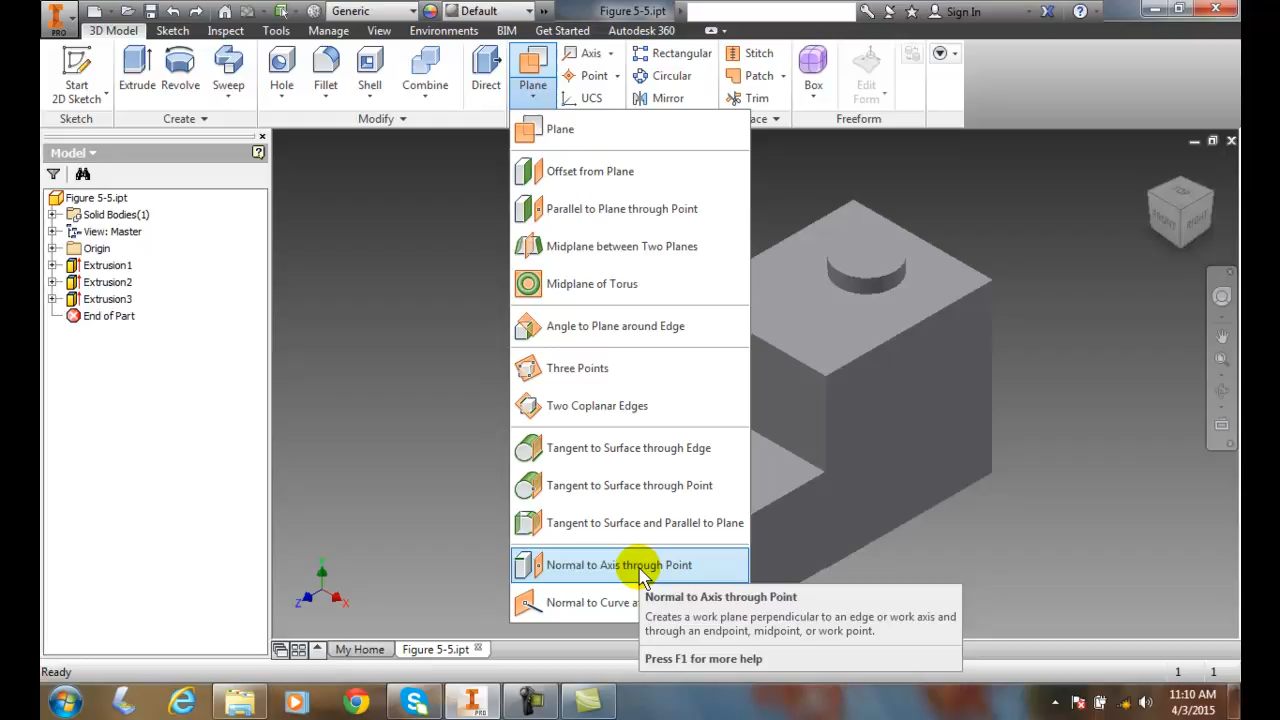 Generic
Default
Figure 5-5.ipt
Sign In
PRO
3D Model
Sketch
Inspect
Tools
Manage
View
Environments
BIM
Get Started
Autodesk 360
Start
2D Sketch
Extrude
Revolve
Sweep
Hole
Fillet
Shell
Combine
Direct
Plane
Axis
Point
UCS
Rectangular
Circular
Mirror
Stitch
Patch
Trim
Box
Edit
Form
Sketch
Create
Modify
ace
Freeform
Model
Figure 5-5.ipt
Solid Bodies(1)
View: Master
Origin
Extrusion1
Extrusion2
Extrusion3
End of Part
Plane
Offset from Plane
Parallel to Plane through Point
Midplane between Two Planes
Midplane of Torus
Angle to Plane around Edge
Three Points
Two Coplanar Edges
Tangent to Surface through Edge
Tangent to Surface through Point
Tangent to Surface and Parallel to Plane
Normal to Axis through Point
Normal to Curve a
Normal to Axis through Point
Creates a work plane perpendicular to an edge or work axis and
through an endpoint, midpoint, or work point.
Press F1 for more help
TOP
FRONT
RIGHT
Z
X
My Home
Figure 5-5.ipt
Ready
1 1
PRO
11:10 AM
4/3/2015